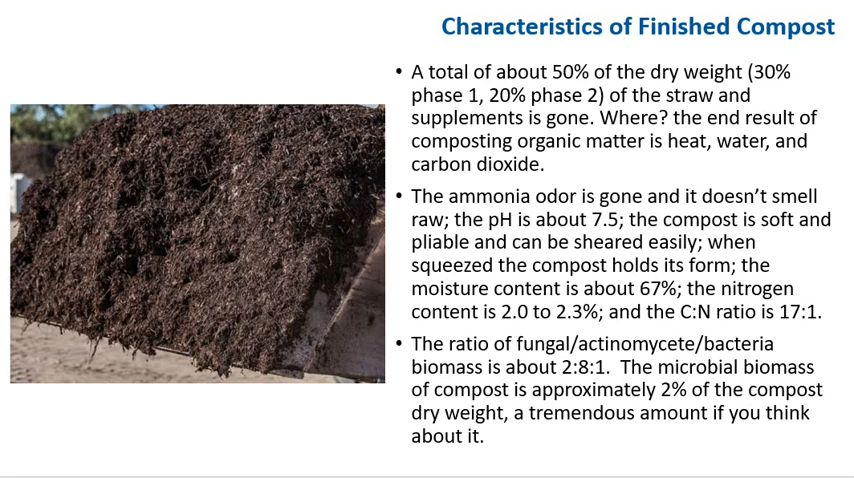 Characteristics of Finished Compost
• A total of about 50% of the dry weight (30%
phase 1, 20% phase 2) of the straw and
supplements is gone. Where? the end result of
composting organic matter is heat, water, and
carbon dioxide.
• The ammonia odor is gone and it doesn’t smell
raw; the pH is about 7.5; the compost is soft and
pliable and can be sheared easily; when
squeezed the compost holds its form; the
moisture content is about 67%; the nitrogen
content is 2.0 to 2.3%; and the C:N ratio is 17:1.
• The ratio of fungal/actinomycete/bacteria
biomass is about 2:8:1.  The microbial biomass
of compost is approximately 2% of the compost
dry weight, a tremendous amount if you think
about it.